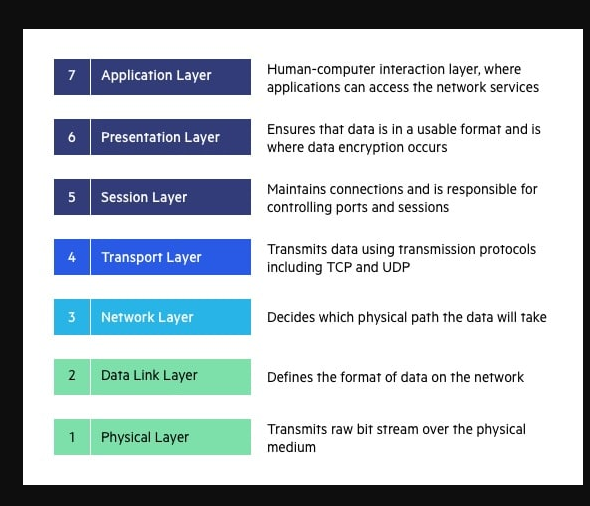 7 Application Layer
Human-computer interaction layer, where
applications can access the network services
6 Presentation Layer
Ensures that data is in a usable format and is
where data encryption occurs
5 Session Layer
Maintains connections and is responsible for
controlling ports and sessions
4 Transport Layer
Transmits data using transmission protocols
including TCP and UDP
3 Network Layer
Decides which physical path the data will take
2 Data Link Layer
Defines the format of data on the network
1 Physical Layer
Transmits raw bit stream over the physical
medium